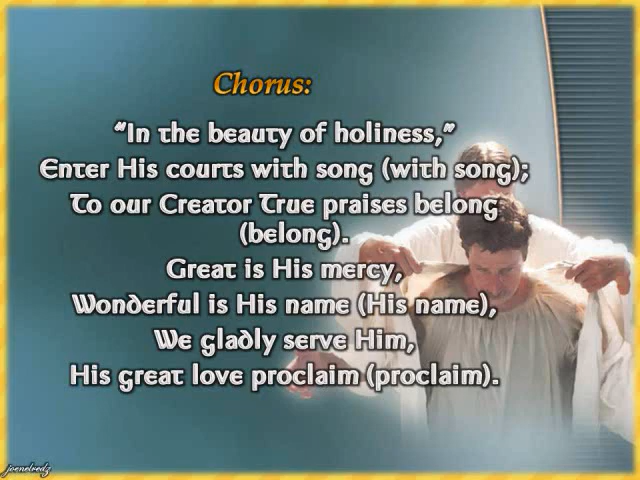 Chorus:
"In the beauty of holiness,"
Enter His courts with song (with song);
To our Creator True praises belong
(belong).
Great is His mercy,
Wonderful is His name (His name),
We gladly serve Him,
His great love proclaim (proclaim).
joenelredz